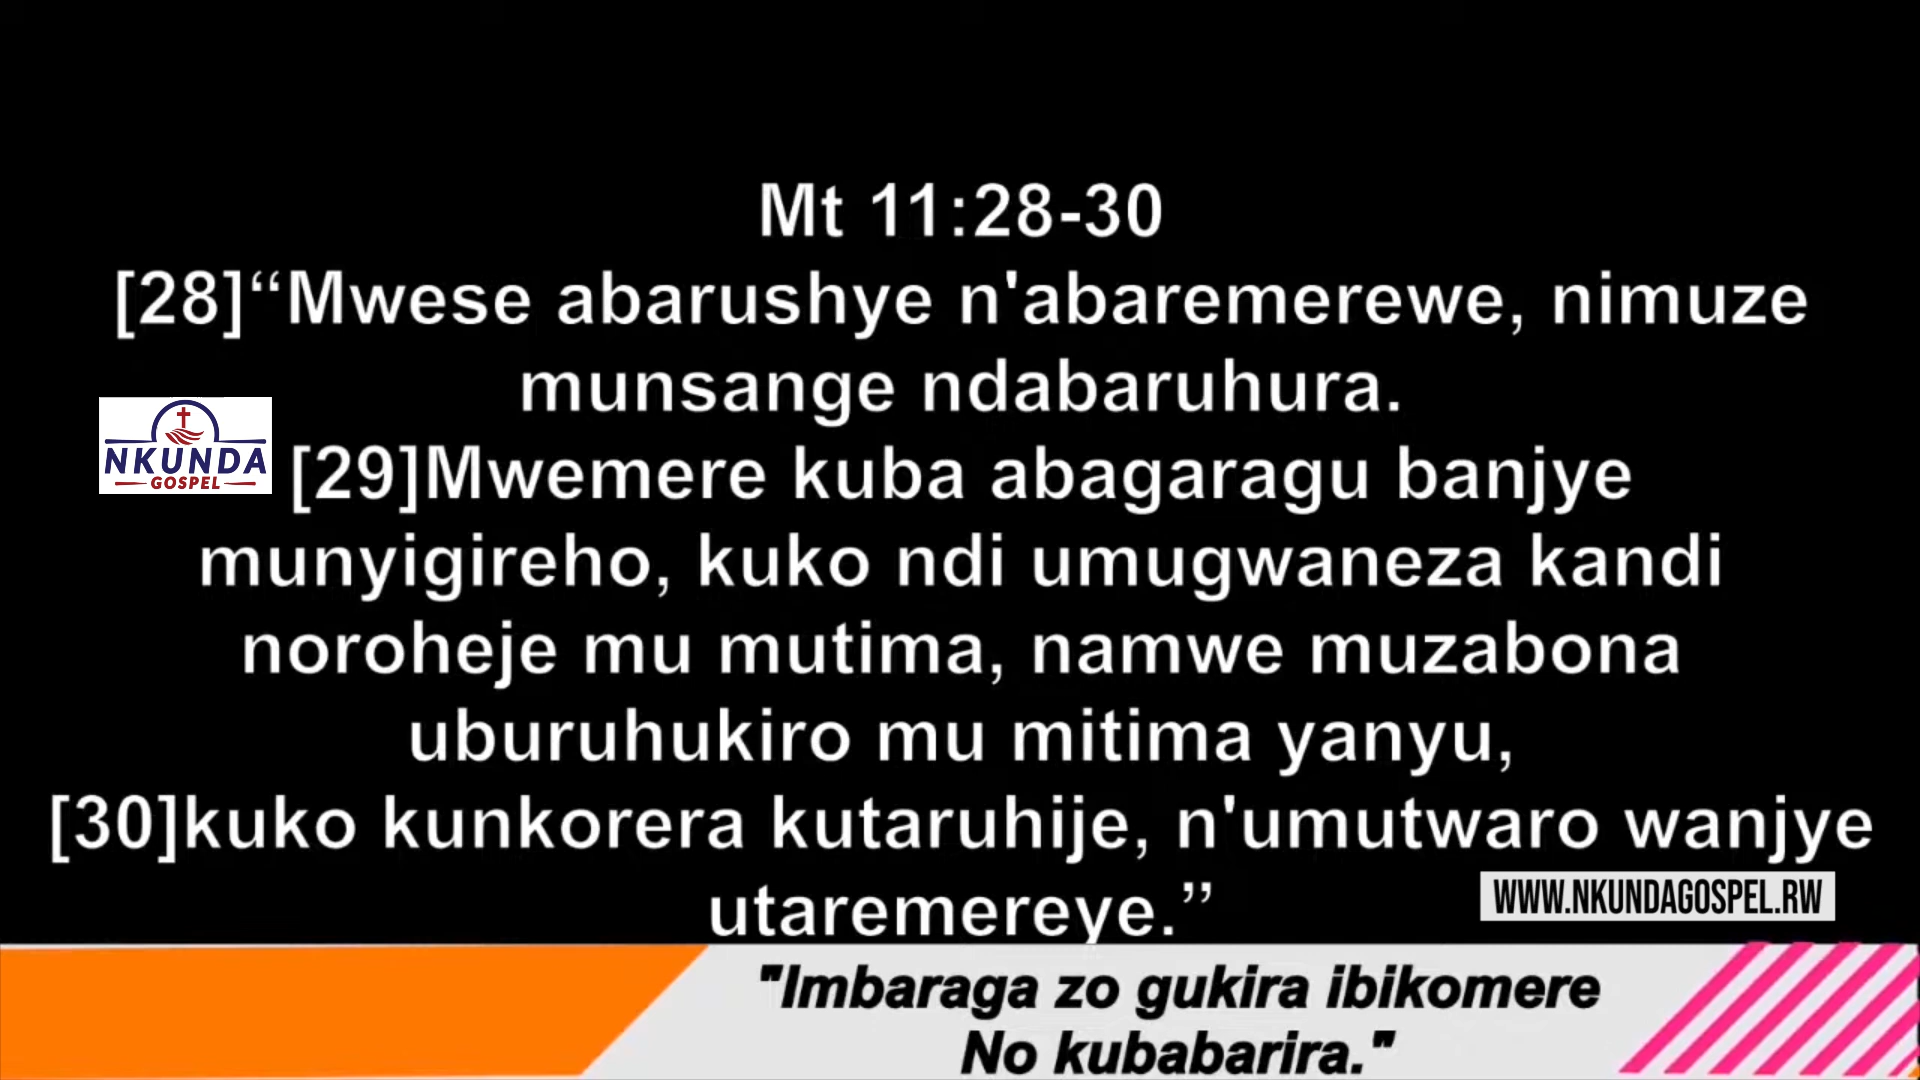 Mt 11:28-30
[28]“Mwese abarushye n'abaremerewe, nimuze
munsange ndabaruhura.
NKUNDA
GOSPEL
[29]Mwemere kuba abagaragu banjye
munyigireho, kuko ndi umugwaneza kandi
noroheje mu mutima, namwe muzabona
uburuhukiro mu mitima yanyu,
[30]kuko kunkorera kutaruhije, n'umutwaro wanjye
utaremereye.”
WWW.NKUNDAGOSPEL.RW
"Imbaraga zo gukira ibikomere
No kubabarira."